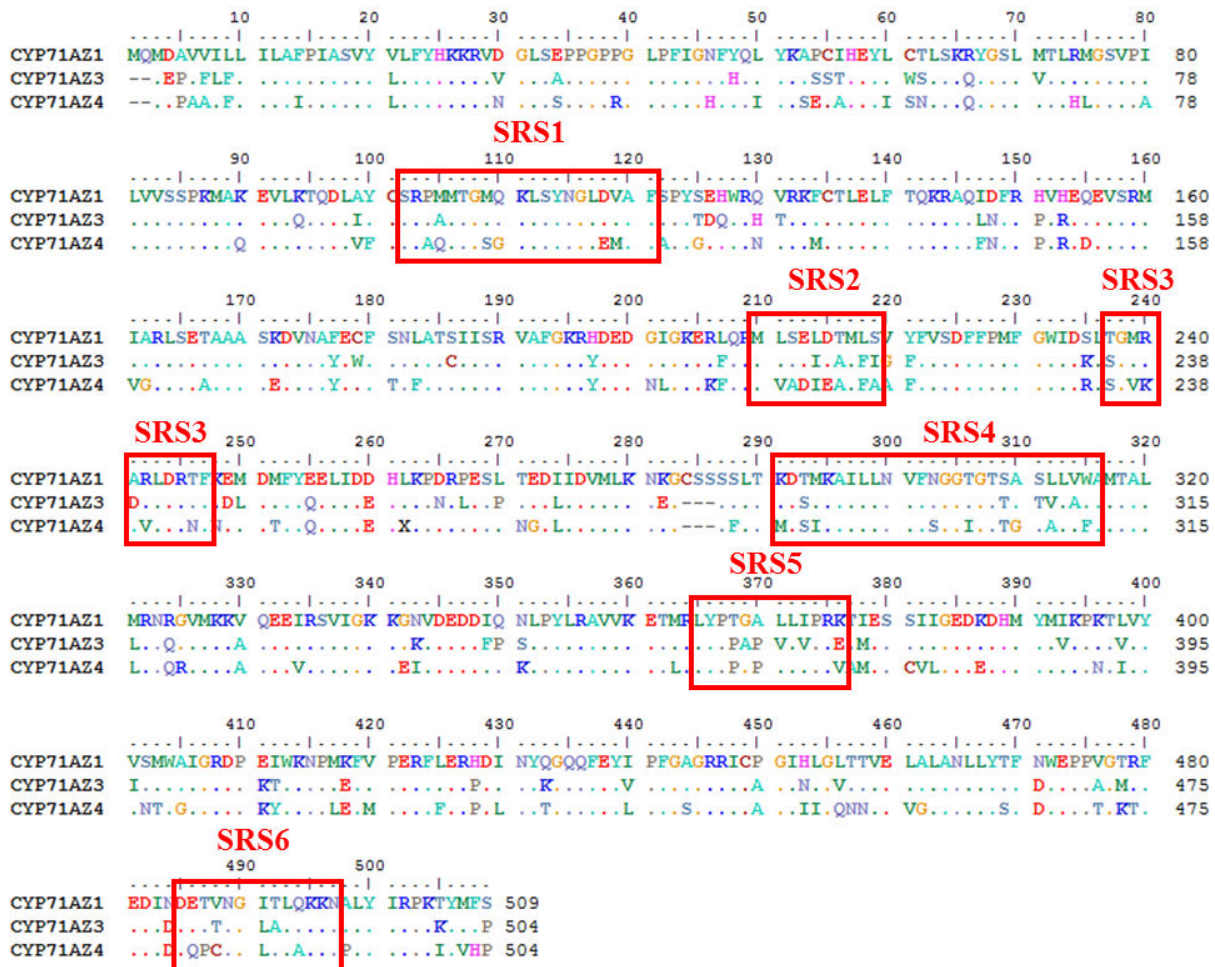 10 20 30 40 50 60 70 80
CYP71AZ1 MQMDAVVILL ILAFPIASVY VLFYHKKRVD GLSEPPGPPG LPFIGNFYQL YKAPCIHEYL CTLSKRYGSL MTLRMGSVPI 80
CYP71AZ3 --.EP.FLF. .......... L......... V....A.... ........H. ...SST.... WS...Q.... V......... 78
CYP71AZ4 --..PAA.F. ...I...... L......... N....S...R .......H...I ...SE.A...I SN...Q.... ...HL....A 78
SRS1
90 100 110 120 130 140 150 160
CYP71AZ1 LVVSSPKMAK EVLKTQDLAY CSRPMMTGMQ KLSYNGLDVA FSPYSEHWRQ VRKFCTLELF TQKRAQIDFR HVHEQEVSRM 160
CYP71AZ3 .......... ....Q...I. .....A.... .......... .....TDQ.H T......... ......LN.. P.R....... 158
CYP71AZ4 .........Q .......VF ....AQ...SG .......EM. .A..G....N ...M...... ......FN.. P.R.D..... 158
SRS2 SRS3
170 180 190 200 210 220 230 240
CYP71AZ1 IARLSETAAA SKDVNAFECF SNLATSIISR VAFGKRHDED GIGKERLQRM LSELDTMLSV YFVSDFFPMF GWIDSLTGMR 240
CYP71AZ3 .......... ......Y.W. .....C.... ......Y... .......F.. ...I.A.FIG F......... ....K.S... 238
CYP71AZ4 VG....A... .E.....Y.. T.F....... ......Y... NL...KF... VADIEA.FAA F......... ....R.S.VK 238
SRS3 SRS4
250 260 270 280 290 300 310 320
CYP71AZ1 ARLDRTFKEM DMFYEELIDD HLKPDRPESL TEDIIDVMLK NKGCSSSSLT KDTMKAILLN VFNGGTGTSA SLLVWAMTAL 320
CYP71AZ3 D......DL. ....Q....E ....N.L..P ...L...... .E.---.... ..S....... ........T. TV.A...... 315
CYP71AZ4 .V...N.N.. ..T..Q...E .X........ NG.L...... ...---..F. M.SI...... ...S..I..TG .A..F..... 315
SRS5
330 340 350 360 370 380 390 400
CYP71AZ1 MRNRGVMKKV QEEIRSVIGK KGNVDEDDIQ NLPYLRAVVK ETMRLYPTGA LLIPRKTIES SIIGEDKDHM YMIKPKTLVY 400
CYP71AZ3 L..Q.....A .......... ..K.....FP S......... .......PAP V.V...E.M. .......... ...V...V.. 395
CYP71AZ4 L..QR....A ...V...... .EI....... K......... ...L...P.P .....VAM.. CVL..E.... .....N.I.. 395
410 420 430 440 450 460 470 480
CYP71AZ1 VSMWAIGRDP EIWKNPMKFV PERFLERHDI NYQGQQFEYI PFGAGRRICP GIHLGLTTVE LALANLLYTF NWEPPVGTRF 480
CYP71AZ3 I......... .KT....E.. .......P.. ..K.....V. .........A ..N..V.... .......... D....A.M. 475
CYP71AZ4 .NT.G..... .KY...LE.M ...F..P.L ..T.....L. ...S.....A ..II.QNN.. VG......S. D....T.KT. 475
SRS6
490 500
CYP71AZ1 EDINDETVNG ITLQKKNALY IRPKTYMFS 509
CYP71AZ3 ...D..T... LA........ .....K..P 504
CYP71AZ4 ...D.QPC.. L..A...P.. .....I.VHP 504